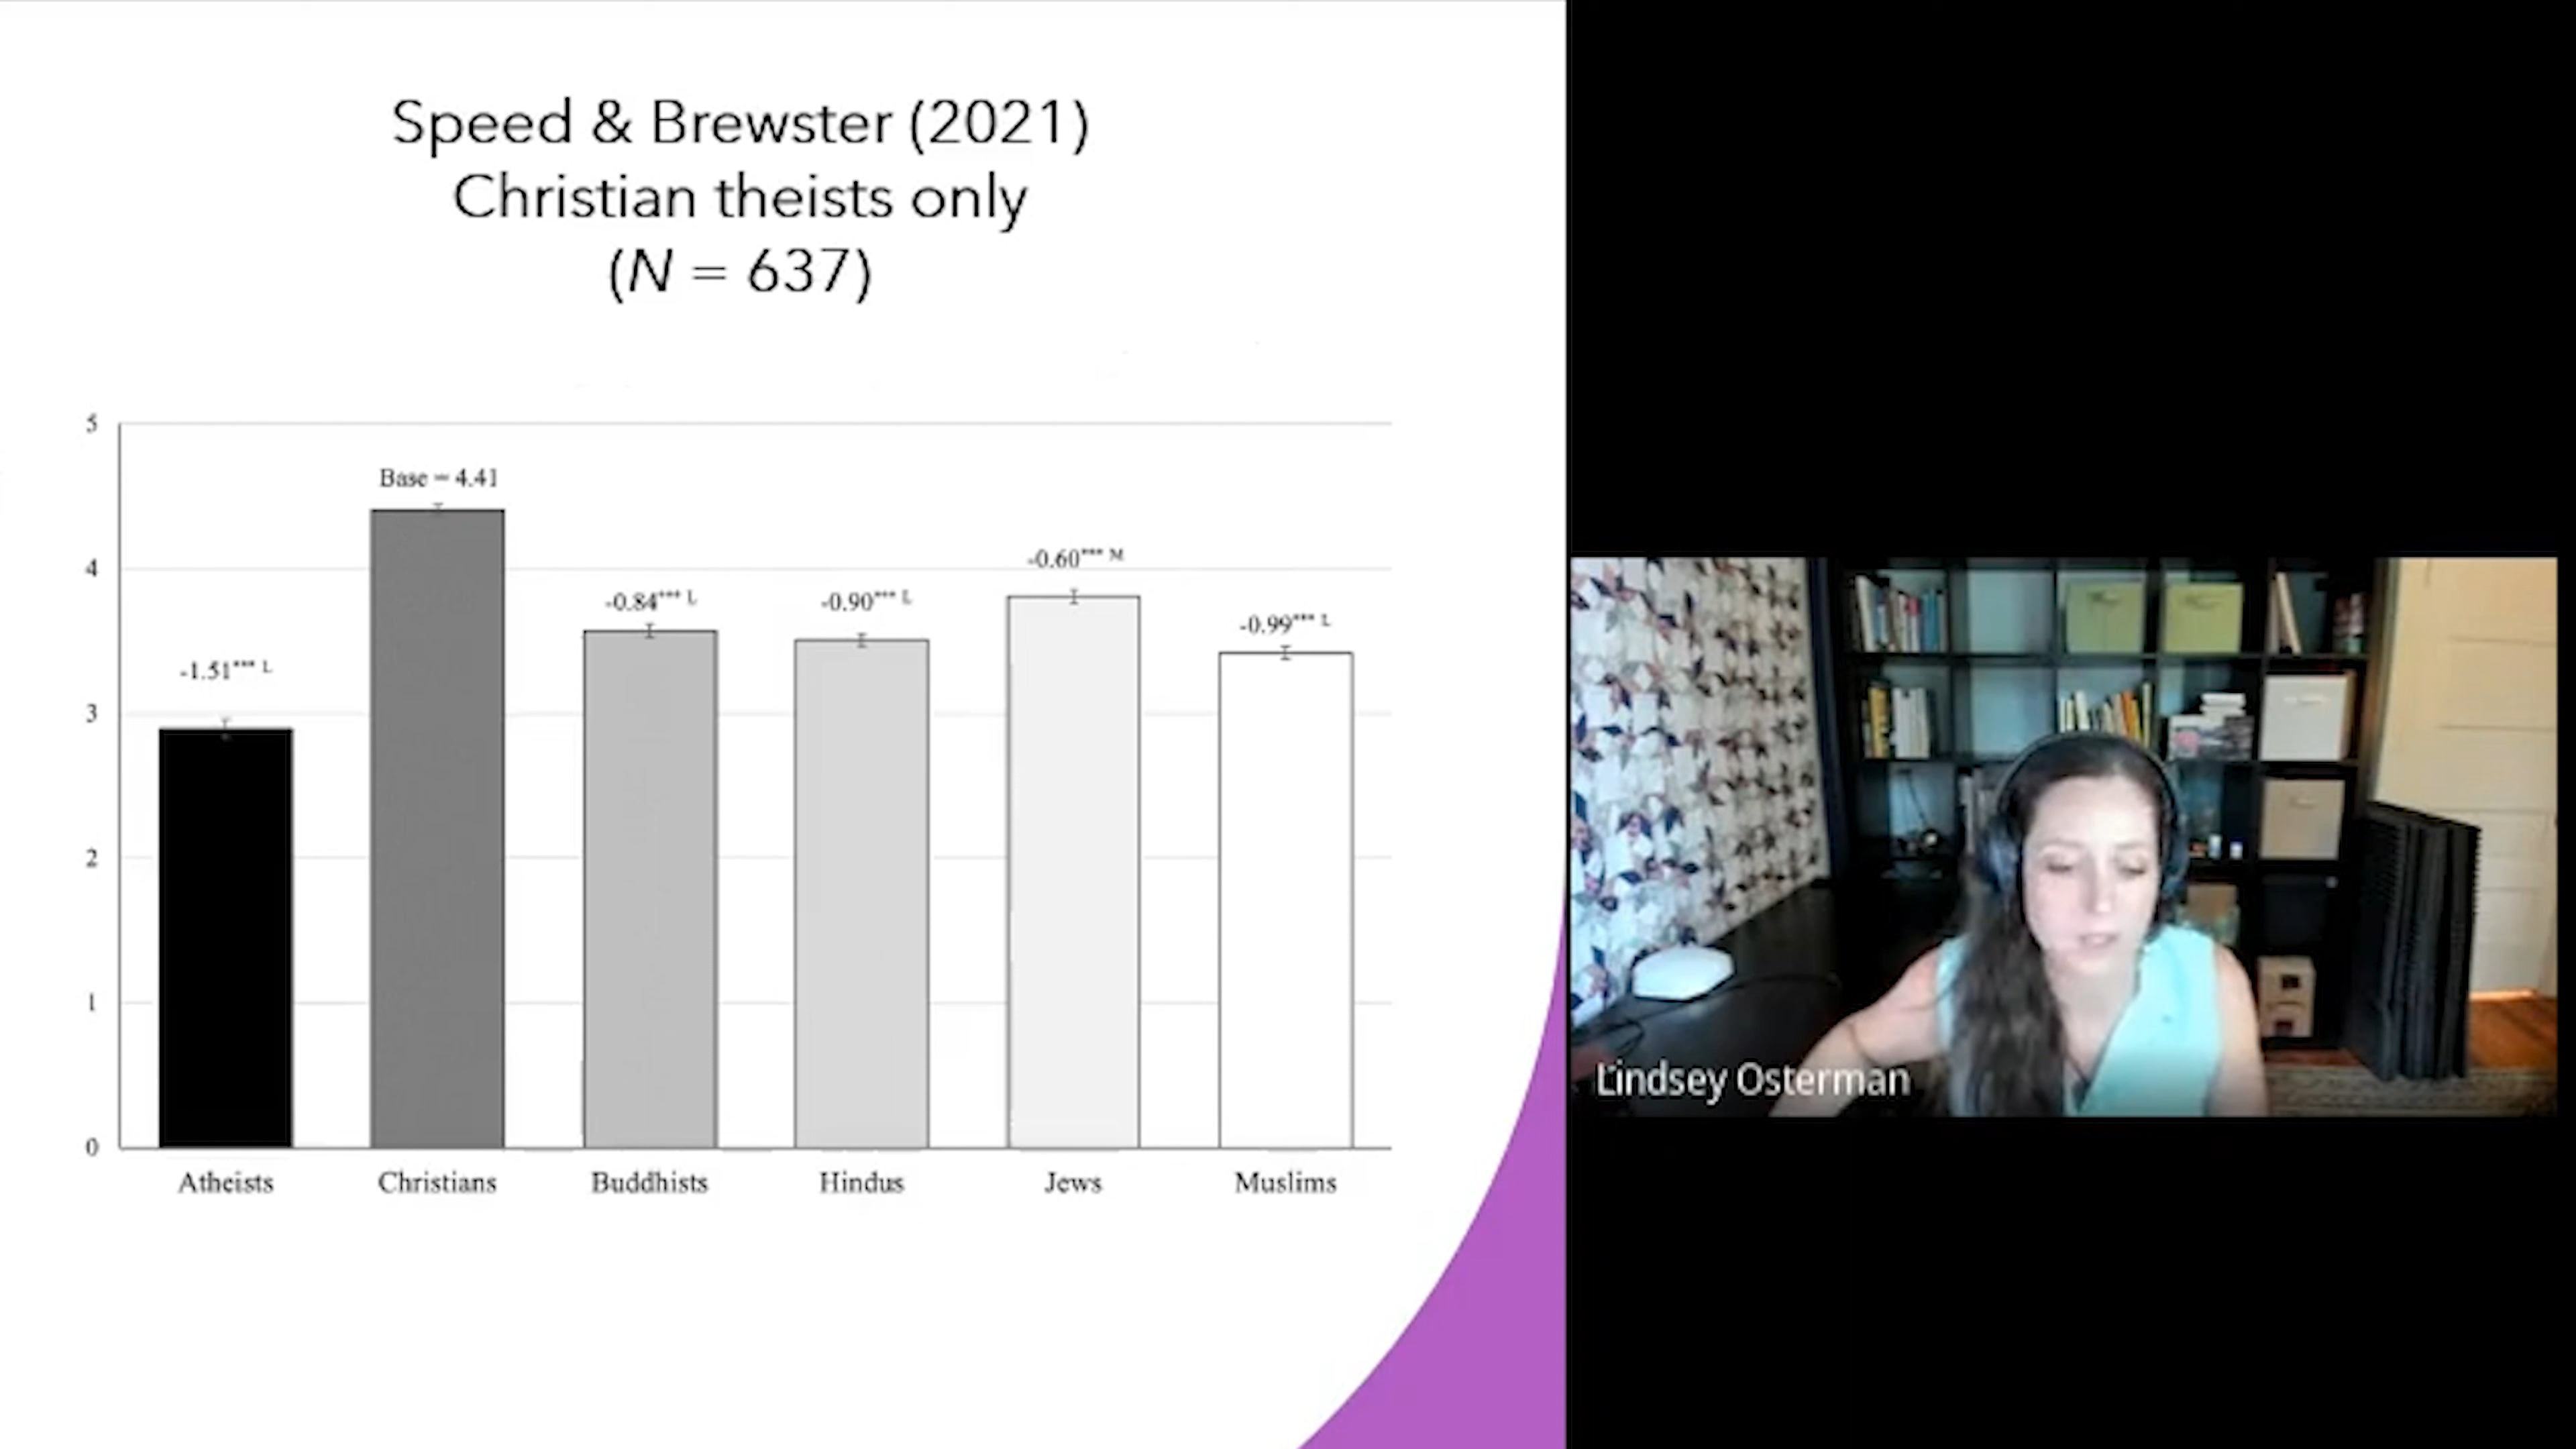 Speed & Brewster (2021)
Christian theists only
(N = 637)
5
4
3
2
1
0
-1.51*** L
Base = 4.41
-0.84*** L
-0.90*** L
-0.60*** M
-0.99*** L
Atheists
Christians
Buddhists
Hindus
Jews
Muslims
Lindsey Osterman